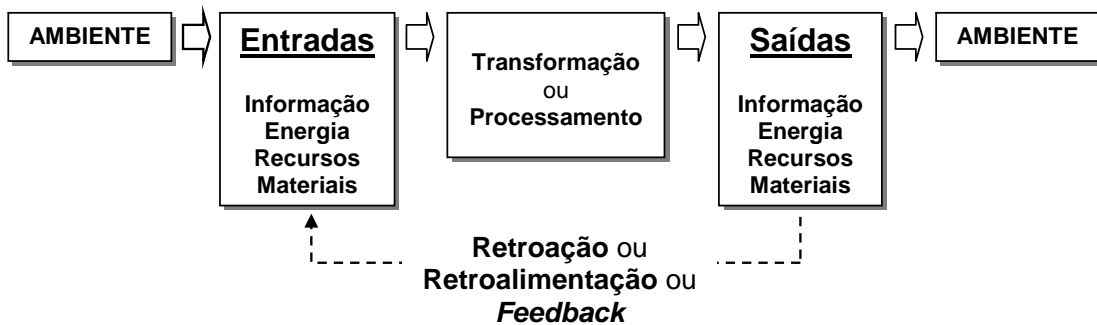 AMBIENTE
Entradas
Informação
Energia
Recursos
Materiais
Transformação
ou
Processamento
Saídas
Informação
Energia
Recursos
Materiais
AMBIENTE
Retroação ou
Retroalimentação ou
Feedback